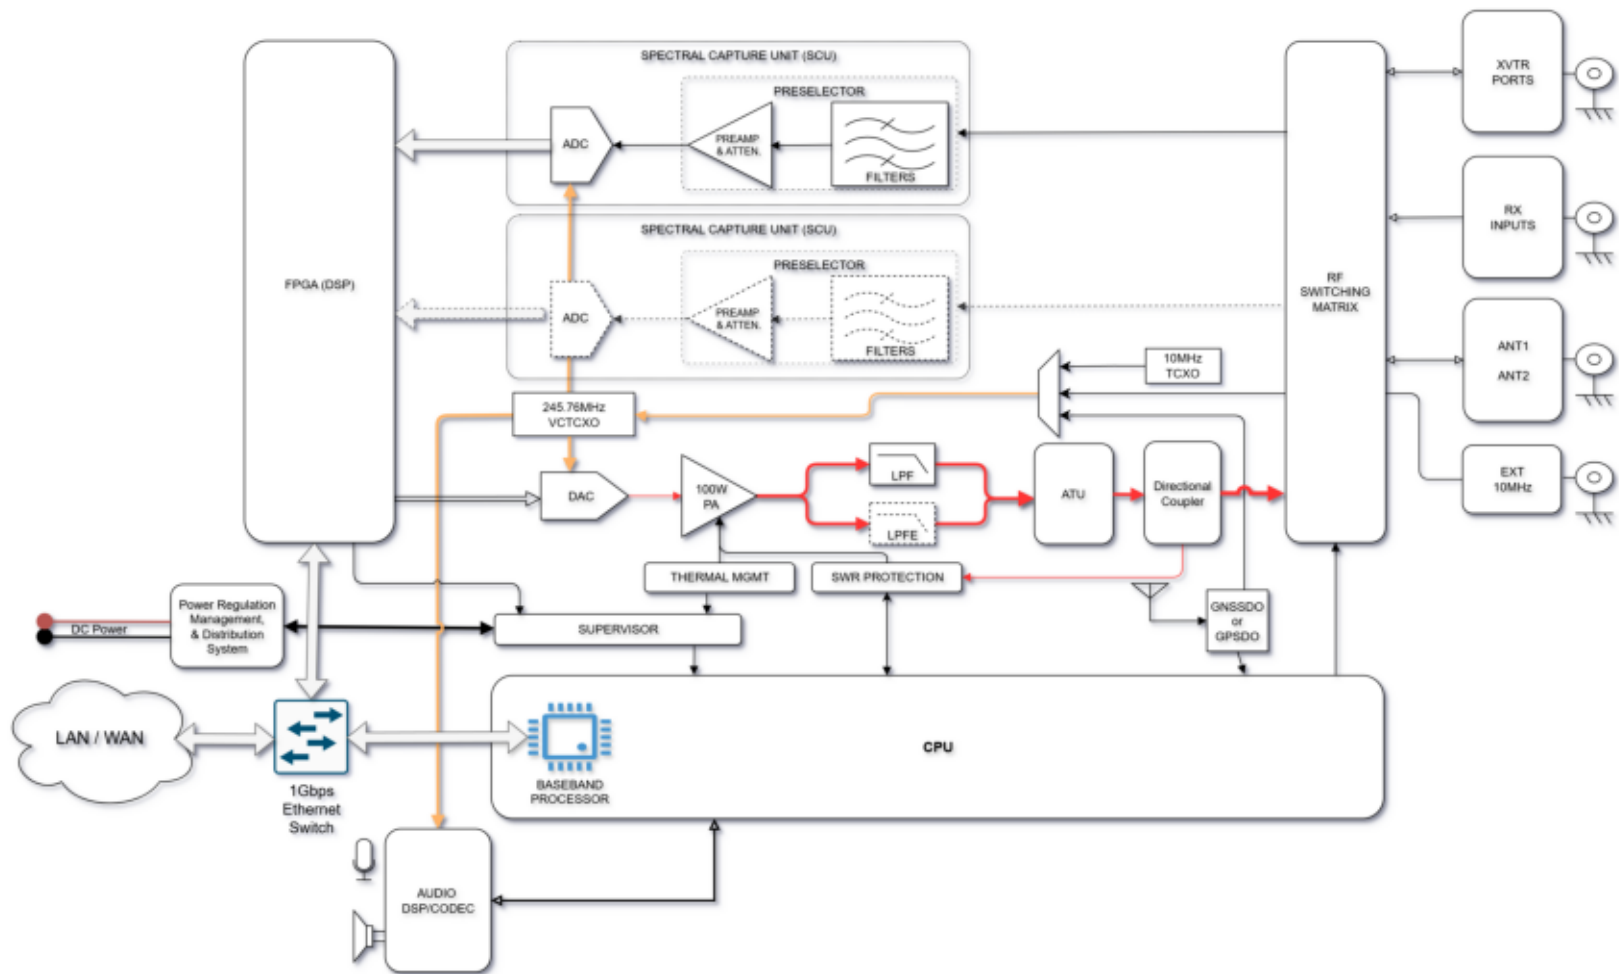 SPECTRAL CAPTURE UNIT (SCU)
PRESELECTOR
ADC
PREAMP
& ATTEN.
FILTERS
SPECTRAL CAPTURE UNIT (SCU)
PRESELECTOR
ADC
PREAMP
& ATTEN.
FILTERS
FPGA (DSP)
RF
SWITCHING
MATRIX
XVTR
PORTS
RX
INPUTS
ANT1
ANT2
EXT
10MHz
10MHz
TCXO
245.76MHz
VCTCXO
DAC
100W
PA
LPF
LPFE
ATU
Directional
Coupler
THERMAL MGMT
SWR PROTECTION
GNSSDO
or
GPSDO
Power Regulation
Management,
& Distribution
System
DC Power
SUPERVISOR
LAN / WAN
1Gbps
Ethernet
Switch
BASEBAND
PROCESSOR
CPU
AUDIO
DSP/CODEC